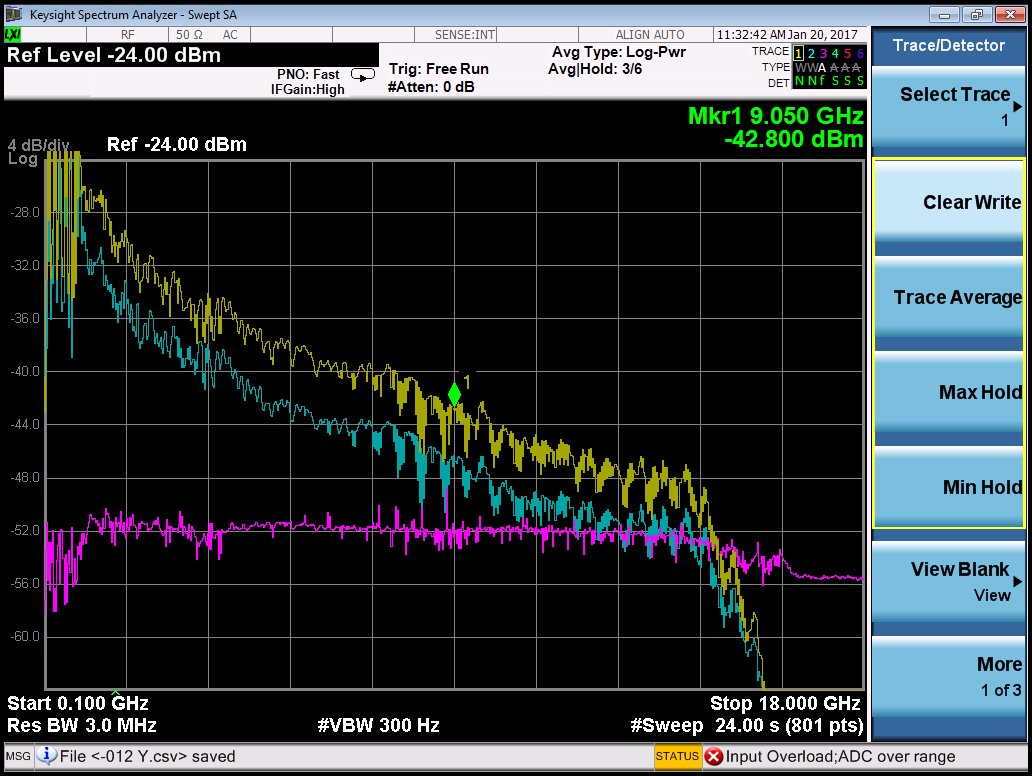 Keysight Spectrum Analyzer - Swept SA
LXI
RF
50 Ω
AC
SENSE:INT
ALIGN AUTO
11:32:42 AM Jan 20, 2017
Ref Level -24.00 dBm
PNO: Fast
IFGain:High
Trig: Free Run
#Atten: 0 dB
Avg Type: Log-Pwr
Avg|Hold: 3/6
TRACE 1 2 3 4 5 6
TYPE W W A A A A
DET N N f S S S
Mkr1 9.050 GHz
-42.800 dBm
4 dB/div
Log
Ref -24.00 dBm
-28.0
-32.0
-36.0
-40.0
-44.0
-48.0
-52.0
-56.0
-60.0
1
Start 0.100 GHz
Stop 18.000 GHz
Res BW 3.0 MHz
#VBW 300 Hz
#Sweep 24.00 s (801 pts)
Trace/Detector
Select Trace
1
Clear Write
Trace Average
Max Hold
Min Hold
View Blank
View
More
1 of 3
MSG
File <-012 Y.csv> saved
STATUS
Input Overload;ADC over range